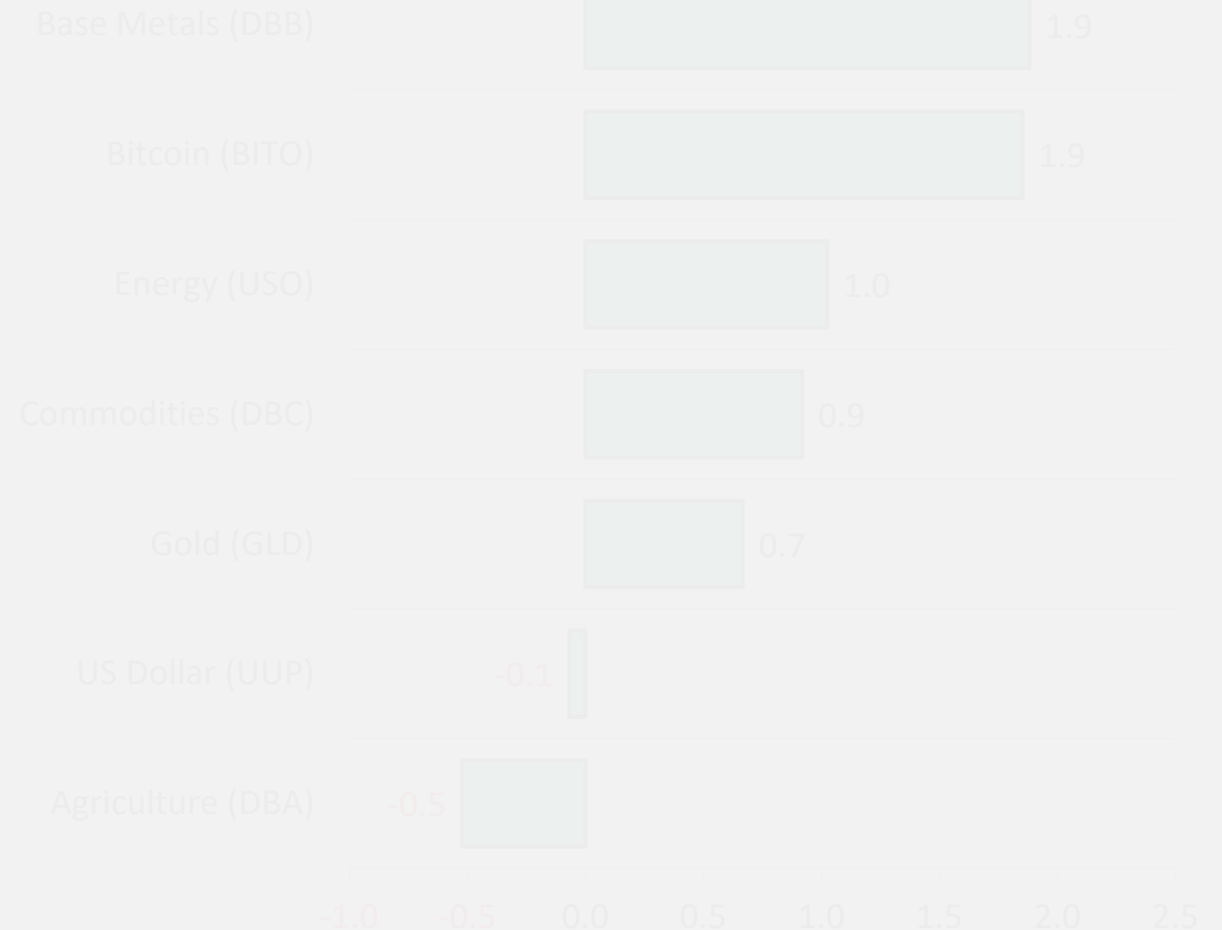 Base Metals (DBB) 1.9
Bitcoin (BITO) 1.9
Energy (USO) 1.0
Commodities (DBC) 0.9
Gold (GLD) 0.7
US Dollar (UUP) -0.1
Agriculture (DBA) -0.5
-1.0 -0.5 0.0 0.5 1.0 1.5 2.0 2.5